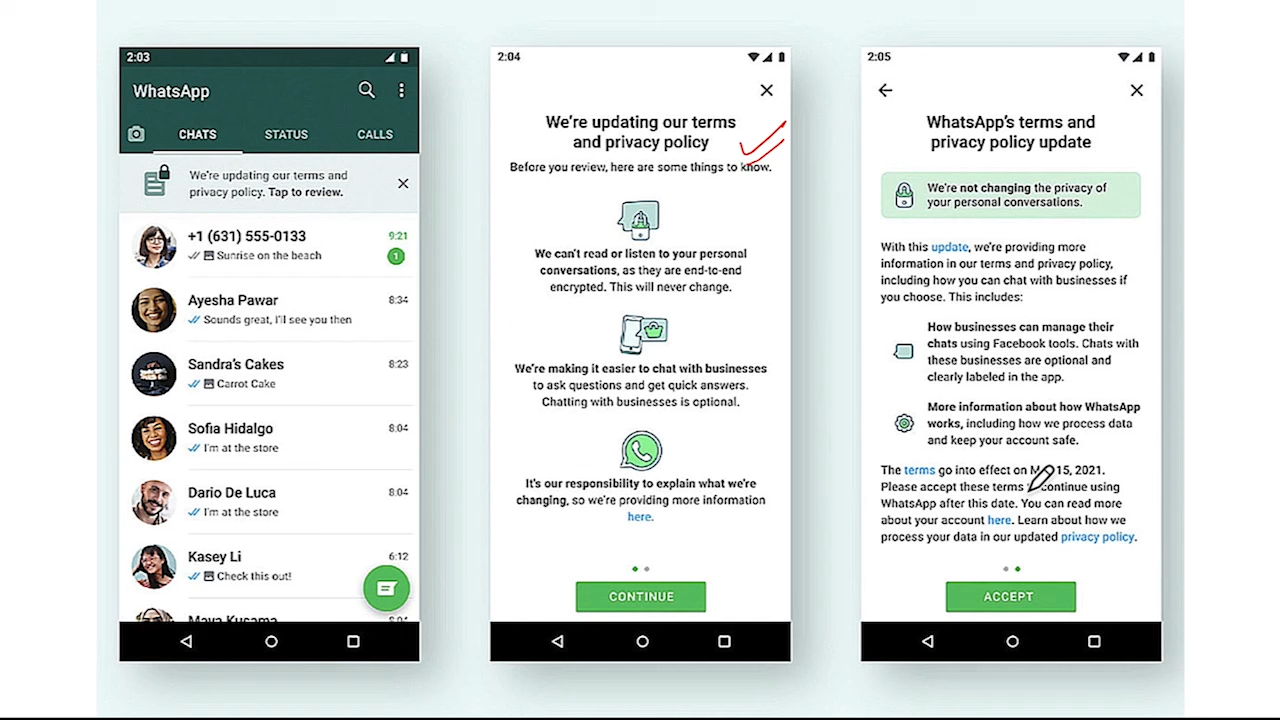 2:03
WhatsApp
CHATS STATUS CALLS
We're updating our terms and
privacy policy. Tap to review.
+1 (631) 555-0133 9:21
Sunrise on the beach 1
Ayesha Pawar 8:34
Sounds great, I'll see you then
Sandra's Cakes 8:23
Carrot Cake
Sofia Hidalgo 8:04
I'm at the store
Dario De Luca 8:04
I'm at the store
Kasey Li 6:12
Check this out!
Maya Kusama 8:04
2:04
We're updating our terms
and privacy policy
Before you review, here are some things to know.
We can't read or listen to your personal
conversations, as they are end-to-end
encrypted. This will never change.
We're making it easier to chat with businesses
to ask questions and get quick answers.
Chatting with businesses is optional.
It's our responsibility to explain what we're
changing, so we're providing more information
here.
CONTINUE
2:05
WhatsApp's terms and
privacy policy update
We're not changing the privacy of
your personal conversations.
With this update, we're providing more
information in our terms and privacy policy,
including how you can chat with businesses if
you choose. This includes:
How businesses can manage their
chats using Facebook tools. Chats with
these businesses are optional and
clearly labeled in the app.
More information about how WhatsApp
works, including how we process data
and keep your account safe.
The terms go into effect on 15, 2021.
Please accept these terms continue using
WhatsApp after this date. You can read more
about your account here. Learn about how we
process your data in our updated privacy policy.
ACCEPT